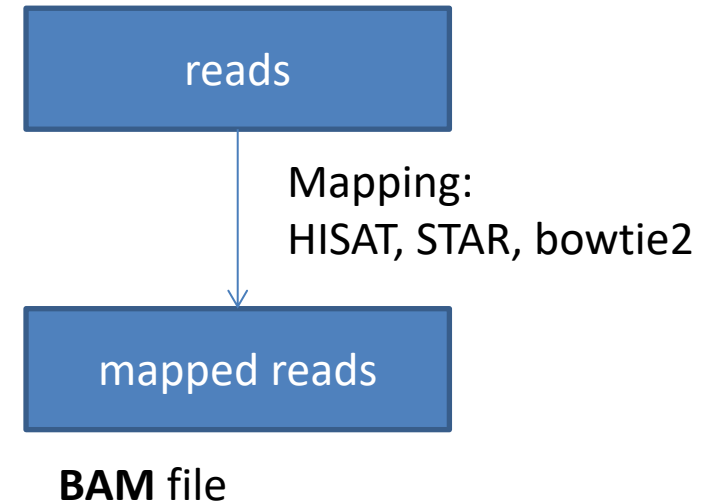 reads
Mapping:
HISAT, STAR, bowtie2
mapped reads
BAM file